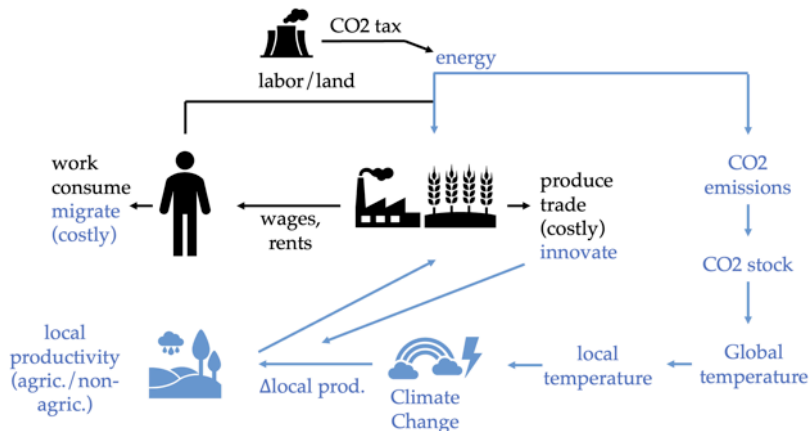 CO2 tax
energy
labor/land
work
consume
migrate
(costly)
wages,
rents
produce
trade
(costly)
innovate
CO2
emissions
CO2 stock
local
productivity
(agric./non-
agric.)
Δlocal prod.
Climate
Change
local
temperature
Global
temperature